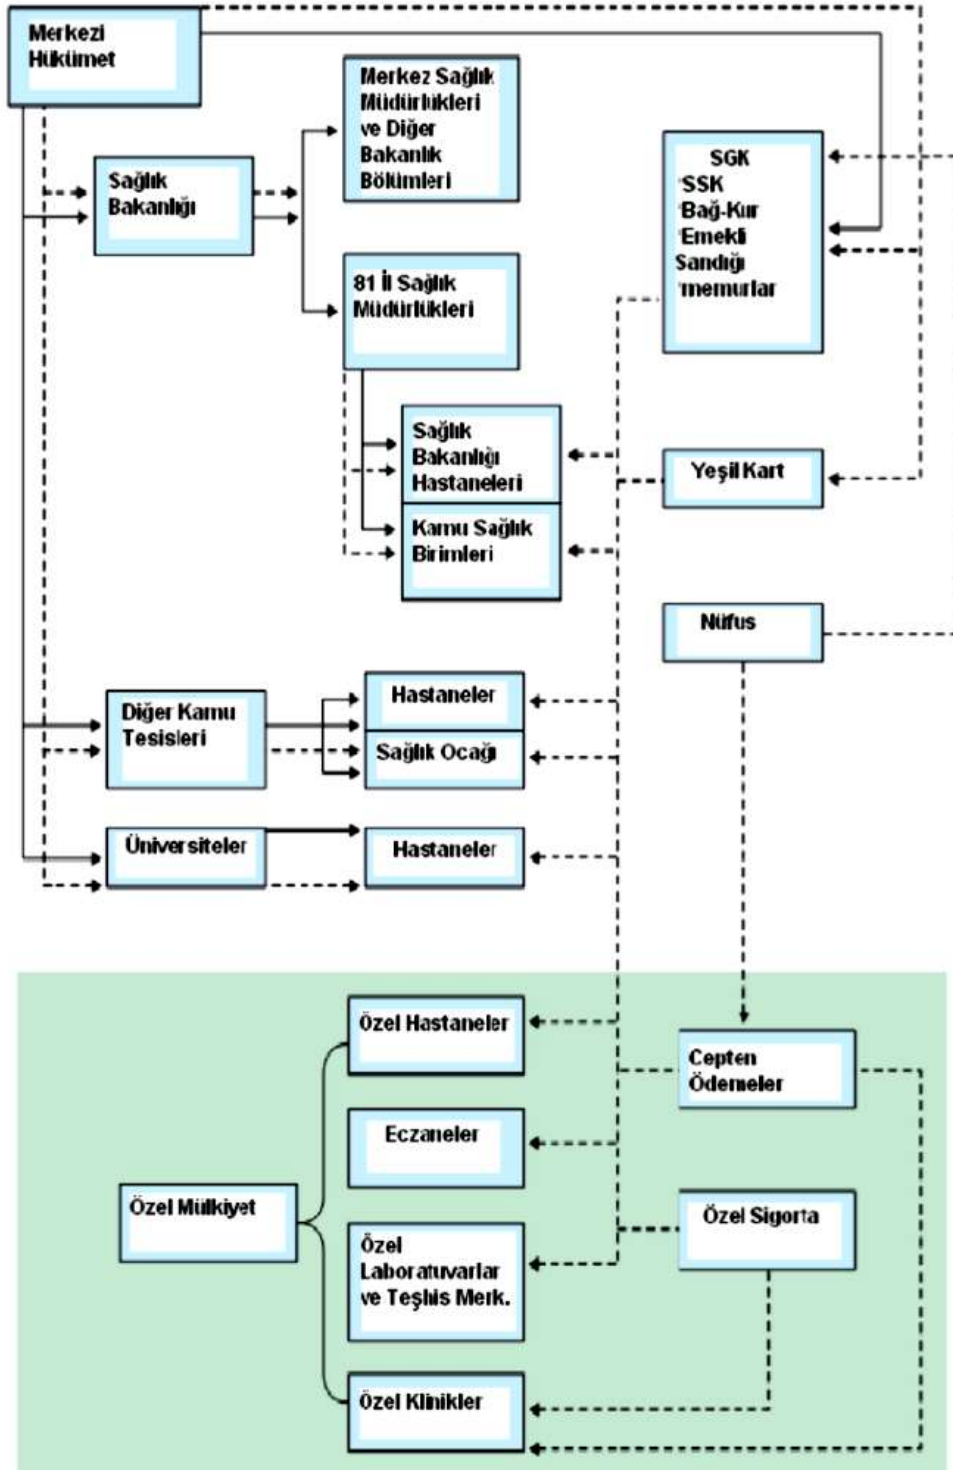 Merkezi
Hükümet
Merkez Sağlık
Müdürlükleri
ve Diğer
Bakanlık
Bölümleri
Sağlık
Bakanlığı
SGK
'SSK
'Bağ-Kur
'Emekli
Sandığı
'memurlar
81 İl Sağlık
Müdürlükleri
Sağlık
Bakanlığı
Hastaneleri
Yeşil Kart
Kamu Sağlık
Birimleri
Nüfus
Diğer Kamu
Tesisleri
Hastaneler
Sağlık Ocağı
Üniversiteler
Hastaneler
Özel Hastaneler
Cepten
Ödemeler
Eczaneler
Özel Mülkiyet
Özel Sigorta
Özel
Laboratuvarlar
ve Teşhis Merk.
Özel Klinikler